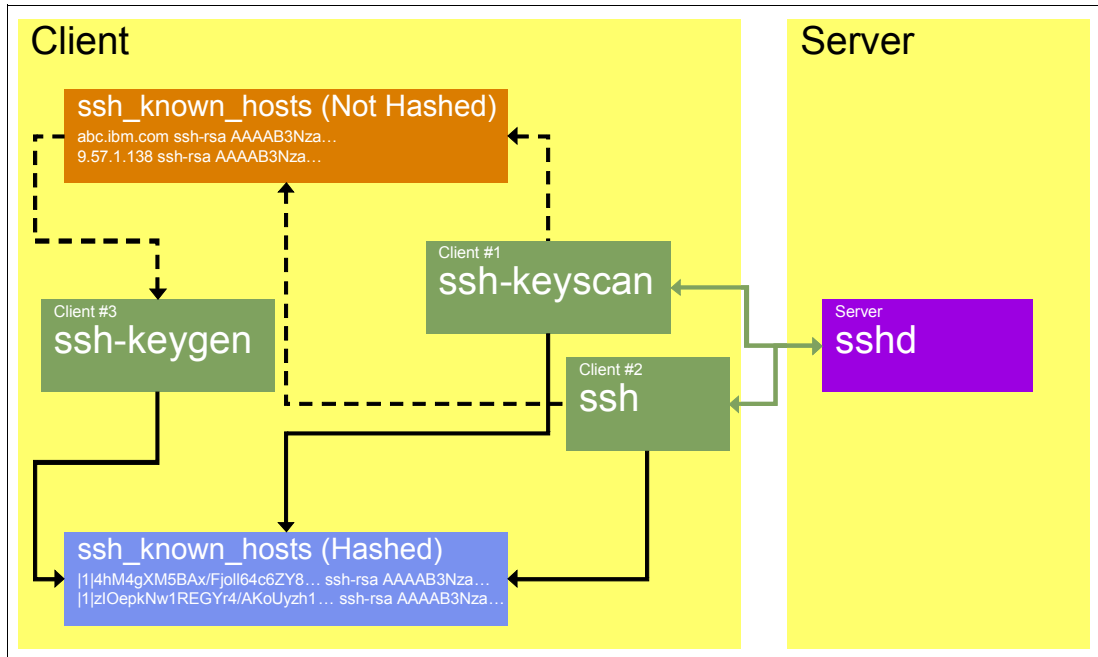 Client
Server
ssh_known_hosts (Not Hashed)
abc.ibm.com ssh-rsa AAAAB3Nza…
9.57.1.138 ssh-rsa AAAAB3Nza…
Client #1
ssh-keyscan
Client #3
ssh-keygen
Server
sshd
Client #2
ssh
ssh_known_hosts (Hashed)
|1|4hM4gXM5BAx/Fjoll64c6ZY8… ssh-rsa AAAAB3Nza…
|1|zIOepkNw1REGYr4/AKoUyzh1… ssh-rsa AAAAB3Nza…